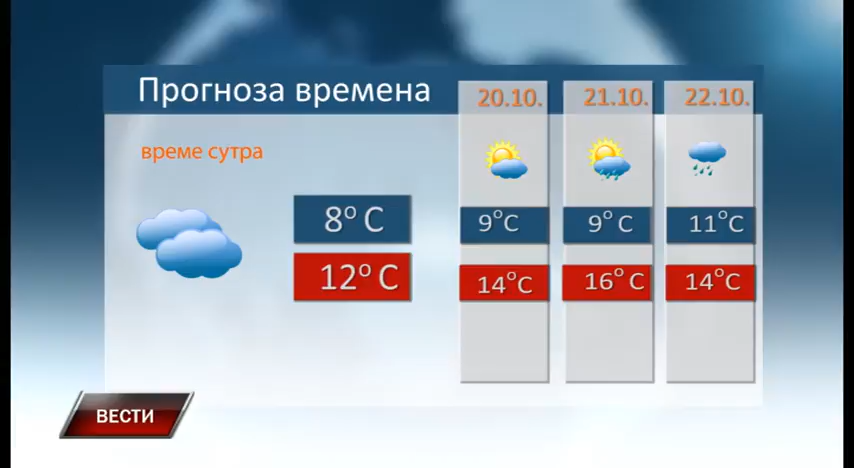 Прогноза времена
20.10.
21.10.
22.10.
време сутра
8° C
9°C
9° C
11°C
12° C
14°C
16° C
14°C
ВЕСТИ